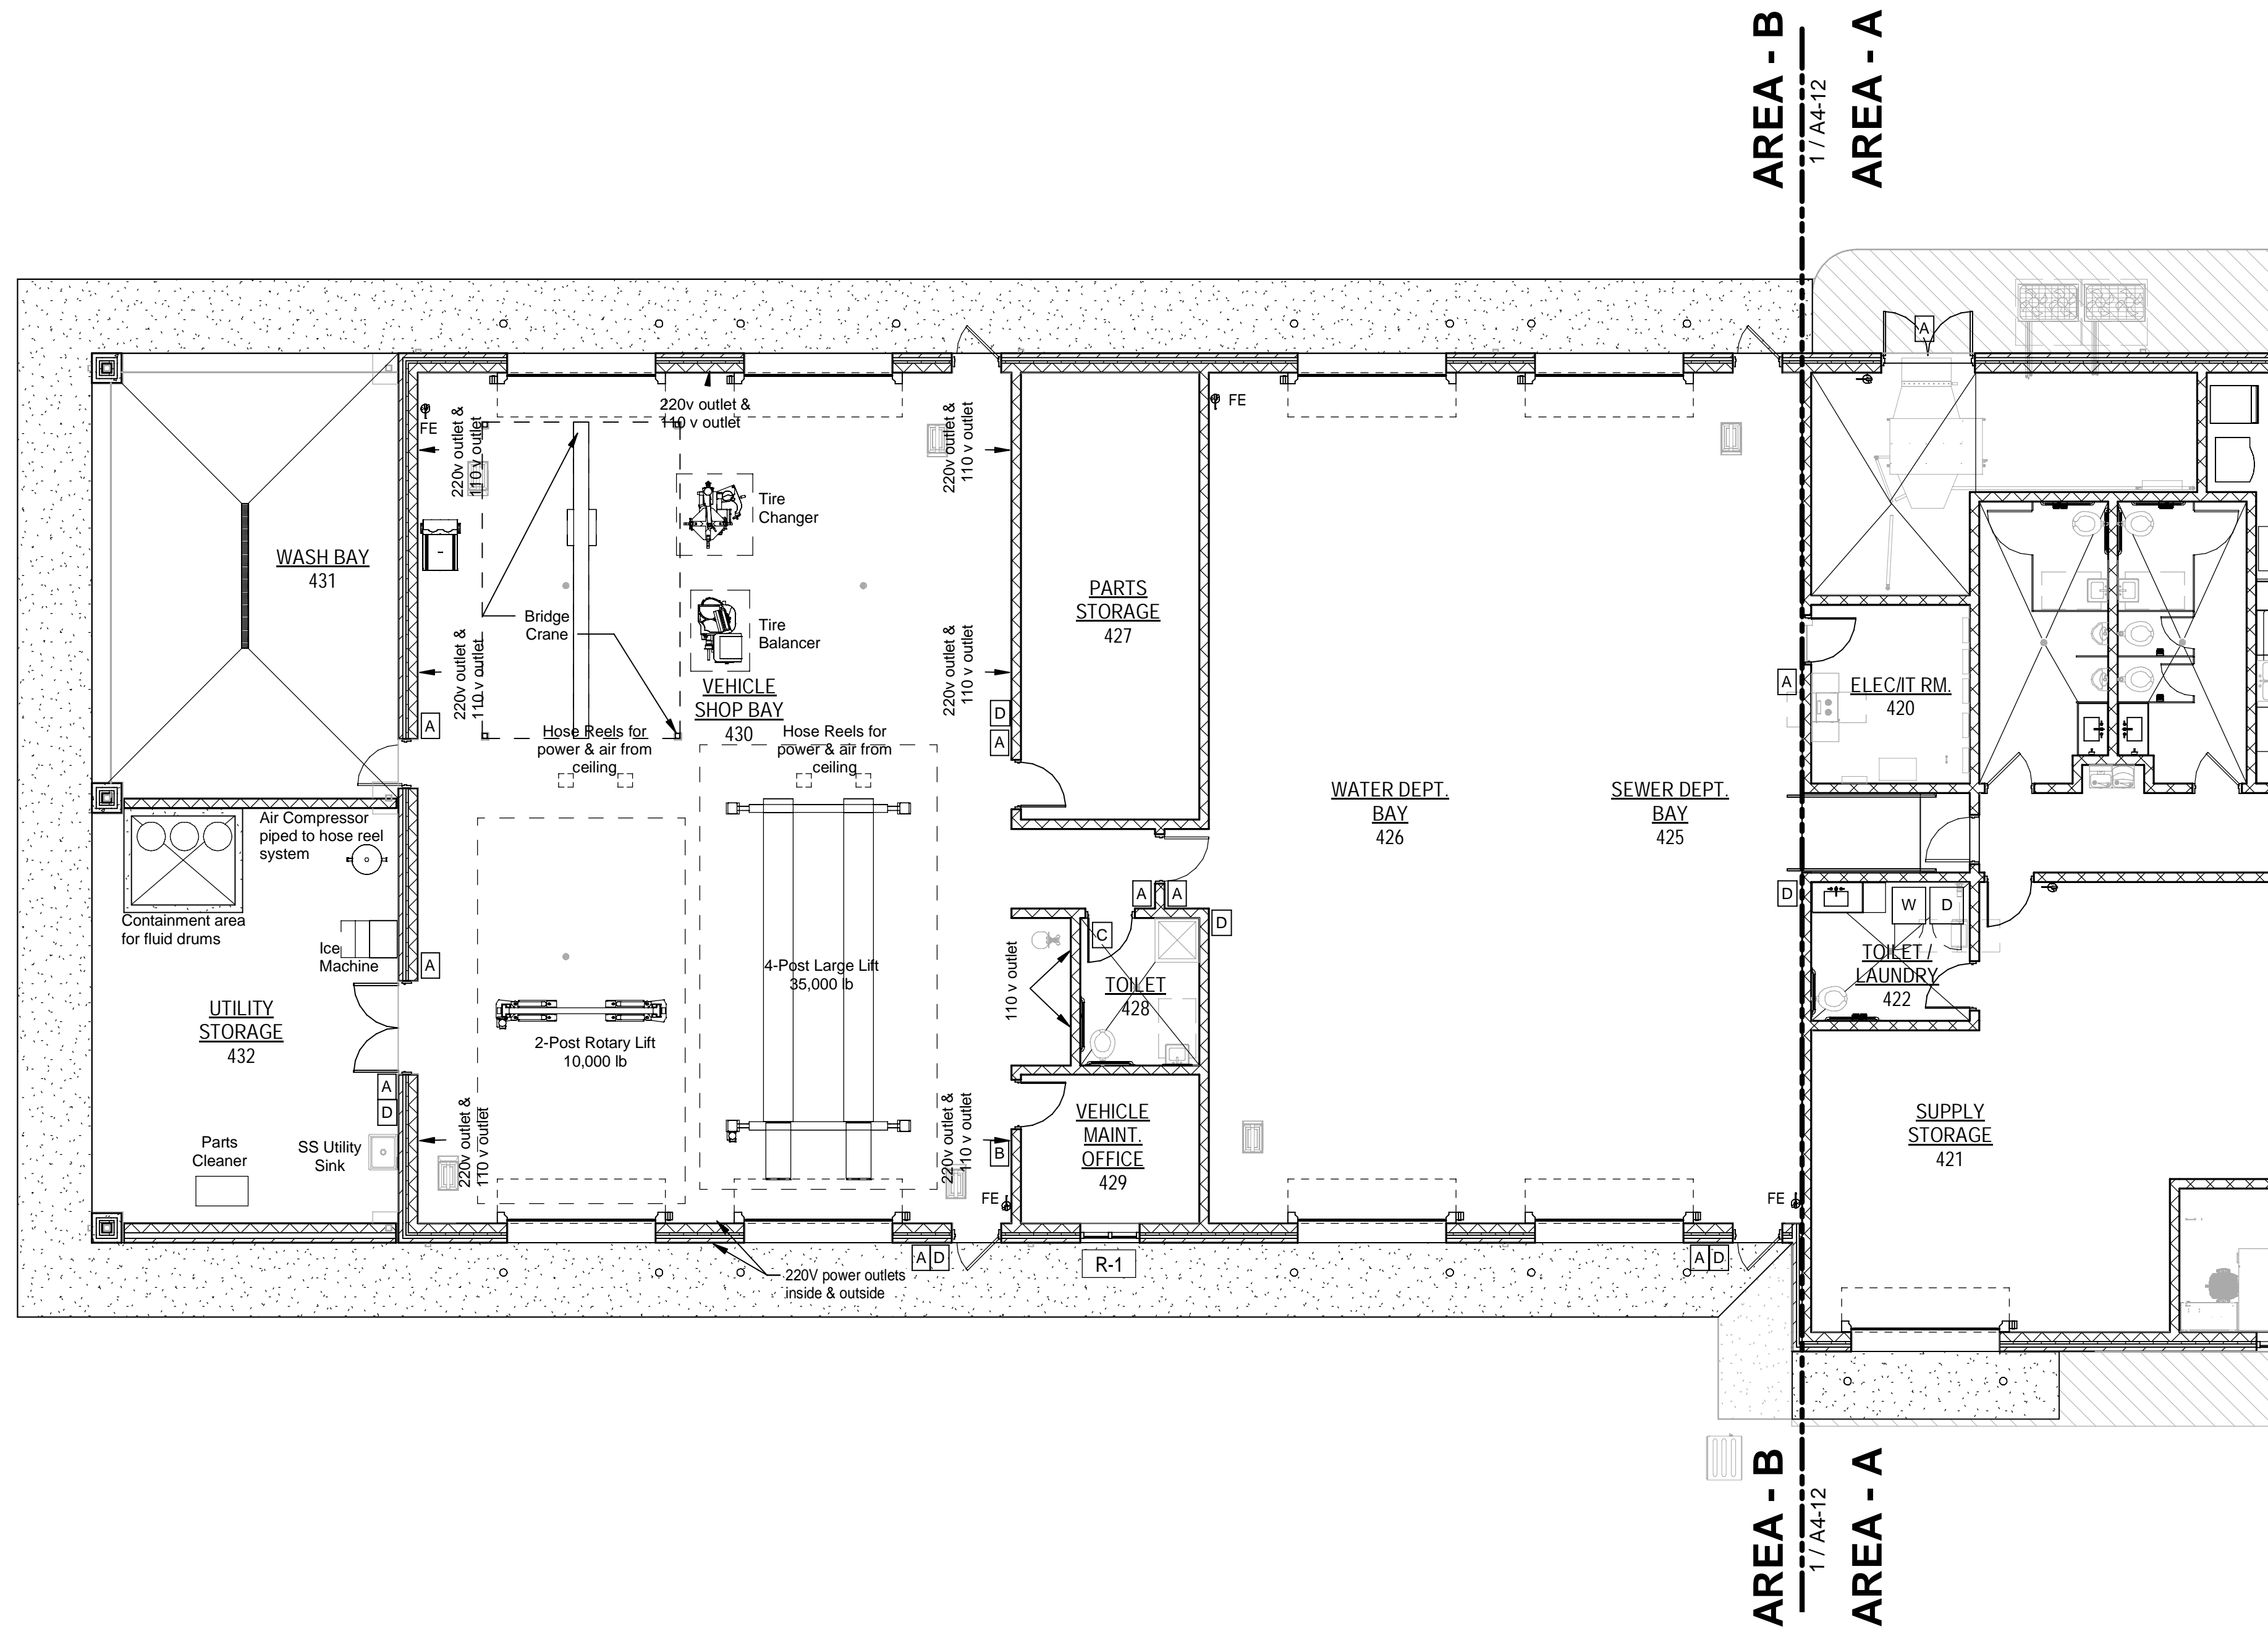 AREA - B
1 / A4-12
AREA - A
A
220v outlet &
110 v outlet
FE
220v outlet &
110 v outlet
220v outlet &
110 v outlet
FE
Tire
Changer
WASH BAY
431
Bridge
Crane
Tire
Balancer
PARTS
STORAGE
427
220v outlet &
110 v outlet
220v outlet &
110 v outlet
VEHICLE
SHOP BAY
430
A
D
A
A
ELEC/IT RM.
420
Hose Reels for
power & air from
ceiling
Hose Reels for
power & air from
ceiling
WATER DEPT.
BAY
426
SEWER DEPT.
BAY
425
Air Compressor
piped to hose reel
system
Containment area
for fluid drums
Ice
Machine
A
A
A
D
C
D
W
D
4-Post Large Lift
35,000 lb
110 v outlet
TOILET
428
TOILET /
LAUNDRY
422
UTILITY
STORAGE
432
2-Post Rotary Lift
10,000 lb
A
D
Parts
Cleaner
SS Utility
Sink
220v outlet &
110 v outlet
220v outlet &
110 v outlet
B
VEHICLE
MAINT.
OFFICE
429
SUPPLY
STORAGE
421
FE
FE
A
D
R-1
A
D
220V power outlets
inside & outside
AREA - B
1 / A4-12
AREA - A